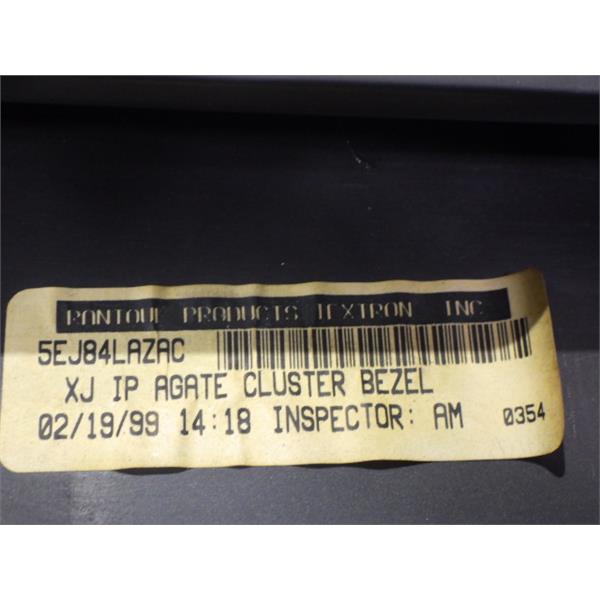 RANTOUL PRODUCTS TEXTRON INC
5EJ84LAZAC
XJ IP AGATE CLUSTER BEZEL
02/19/99 14:18 INSPECTOR: AM 0354